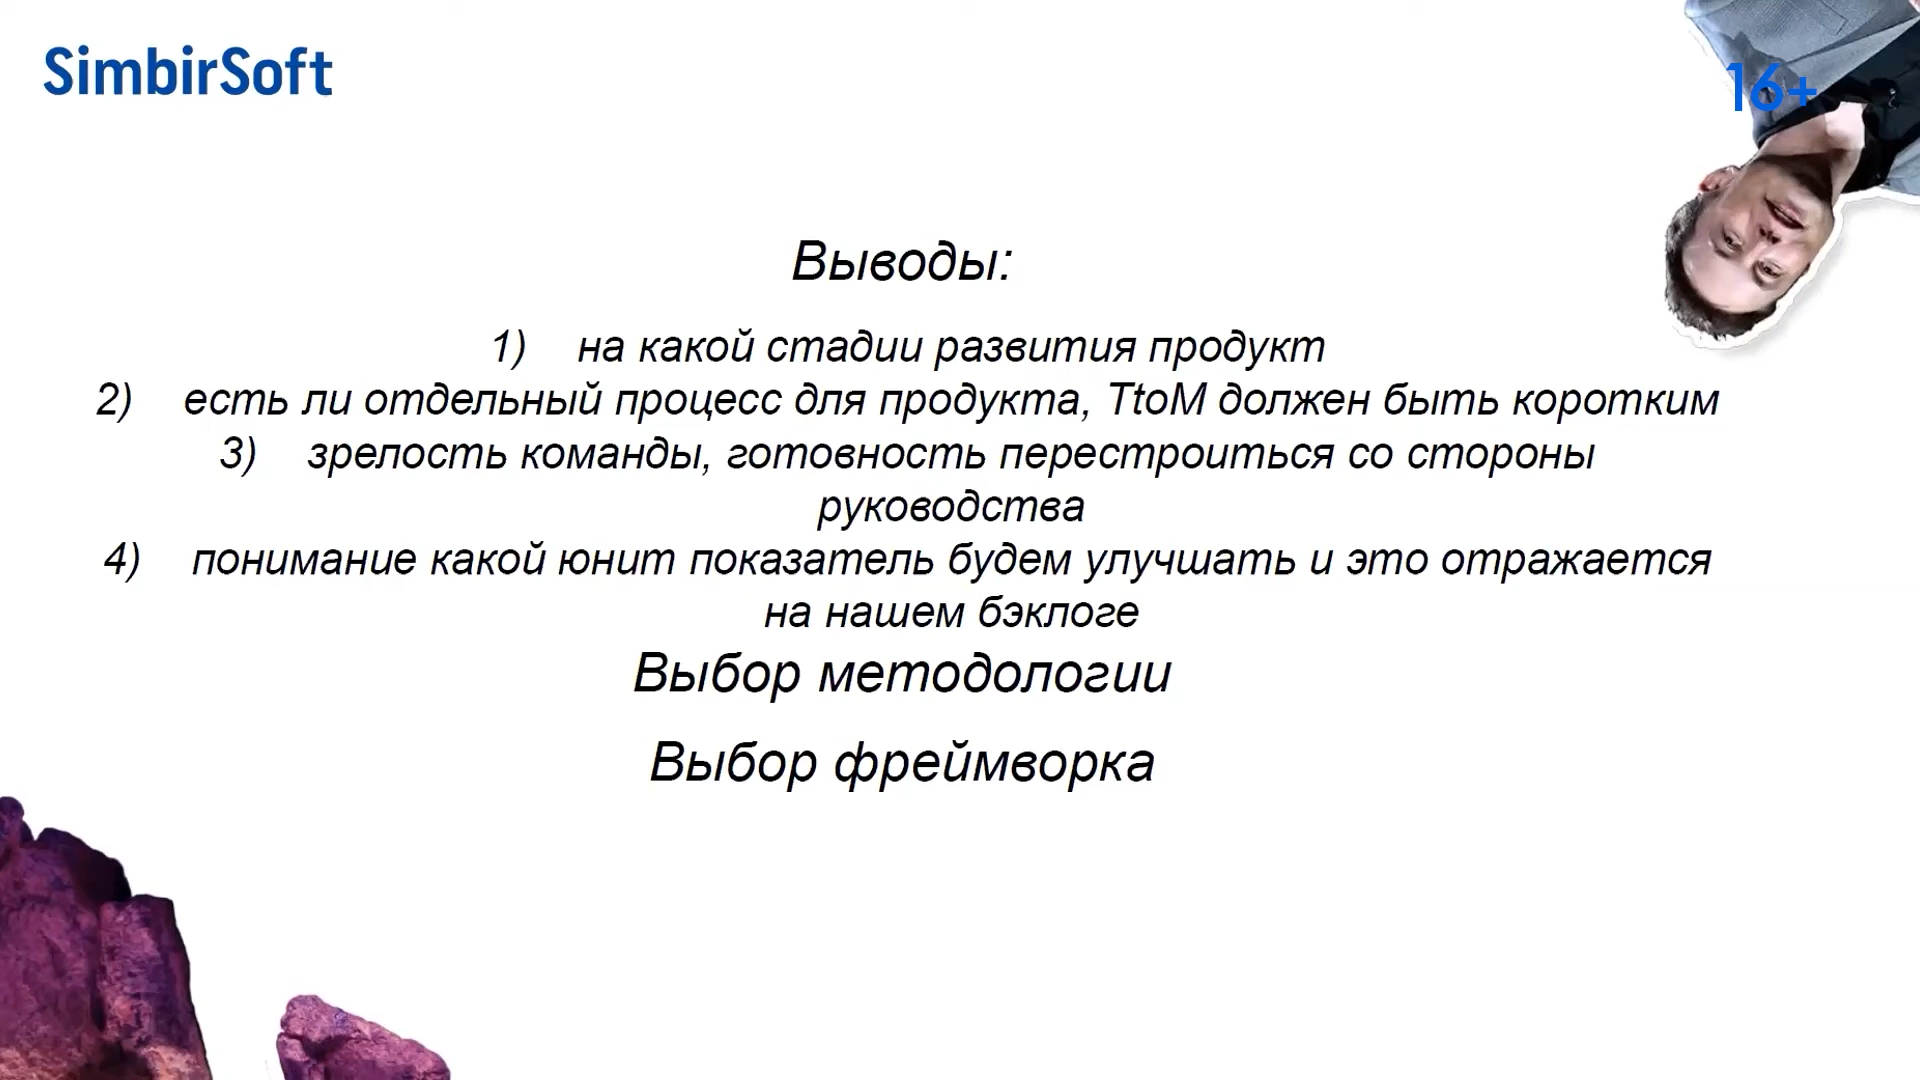 SimbirSoft
16+
Выводы:
1) на какой стадии развития продукт
2) есть ли отдельный процесс для продукта, TtoM должен быть коротким
3) зрелость команды, готовность перестроиться со стороны
руководства
4) понимание какой юнит показатель будем улучшать и это отражается
на нашем бэклоге
Выбор методологии
Выбор фреймворка